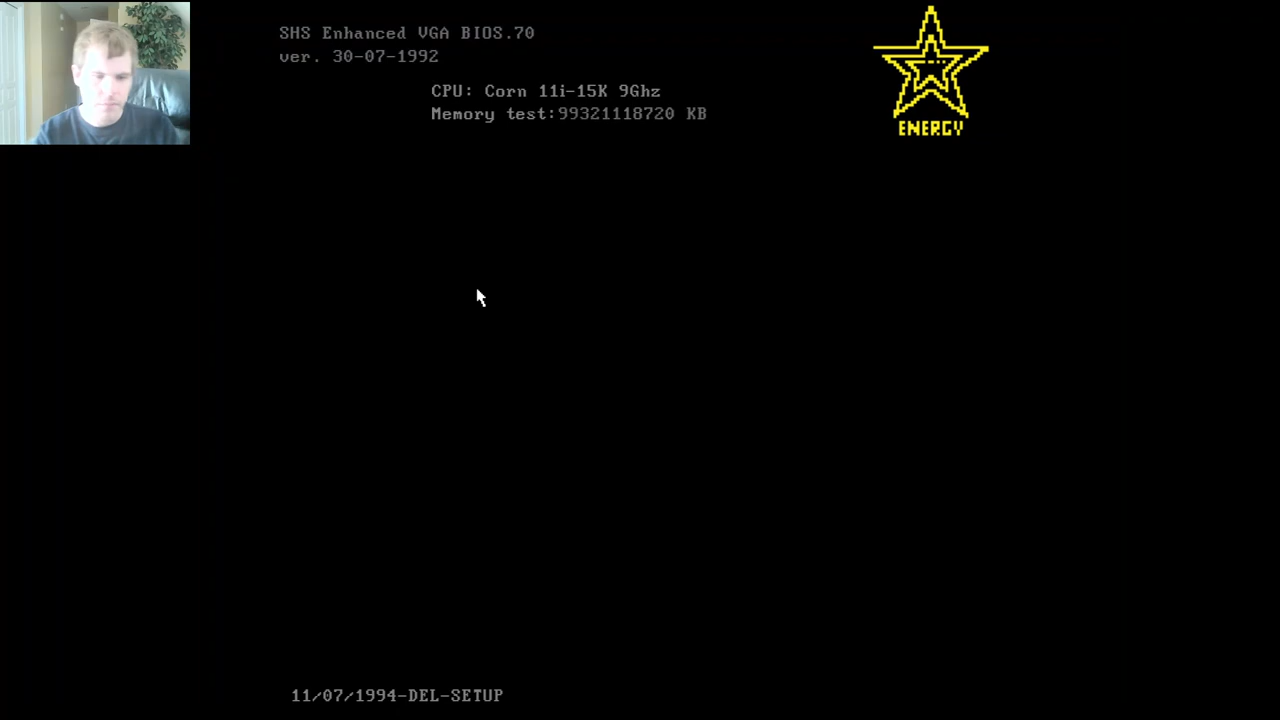 SHS Enhanced VGA BIOS.70
ver. 30-07-1992
CPU: Corn 11i-15K 9Ghz
Memory test:99321118720 KB
ENERGY
11/07/1994-DEL-SETUP